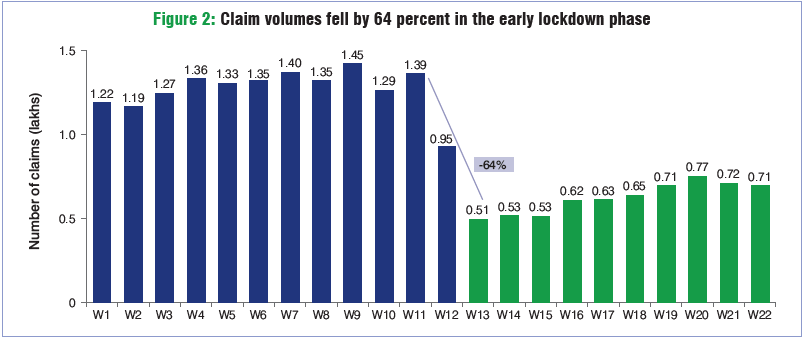 Figure 2: Claim volumes fell by 64 percent in the early lockdown phase
Number of claims (lakhs)
1.5
1.0
0.5
0
1.22 1.19 1.27 1.36 1.33 1.35 1.40 1.35 1.45 1.29 1.39 0.95 0.51 0.53 0.53 0.62 0.63 0.65 0.71 0.77 0.72 0.71
-64%
W1 W2 W3 W4 W5 W6 W7 W8 W9 W10 W11 W12 W13 W14 W15 W16 W17 W18 W19 W20 W21 W22